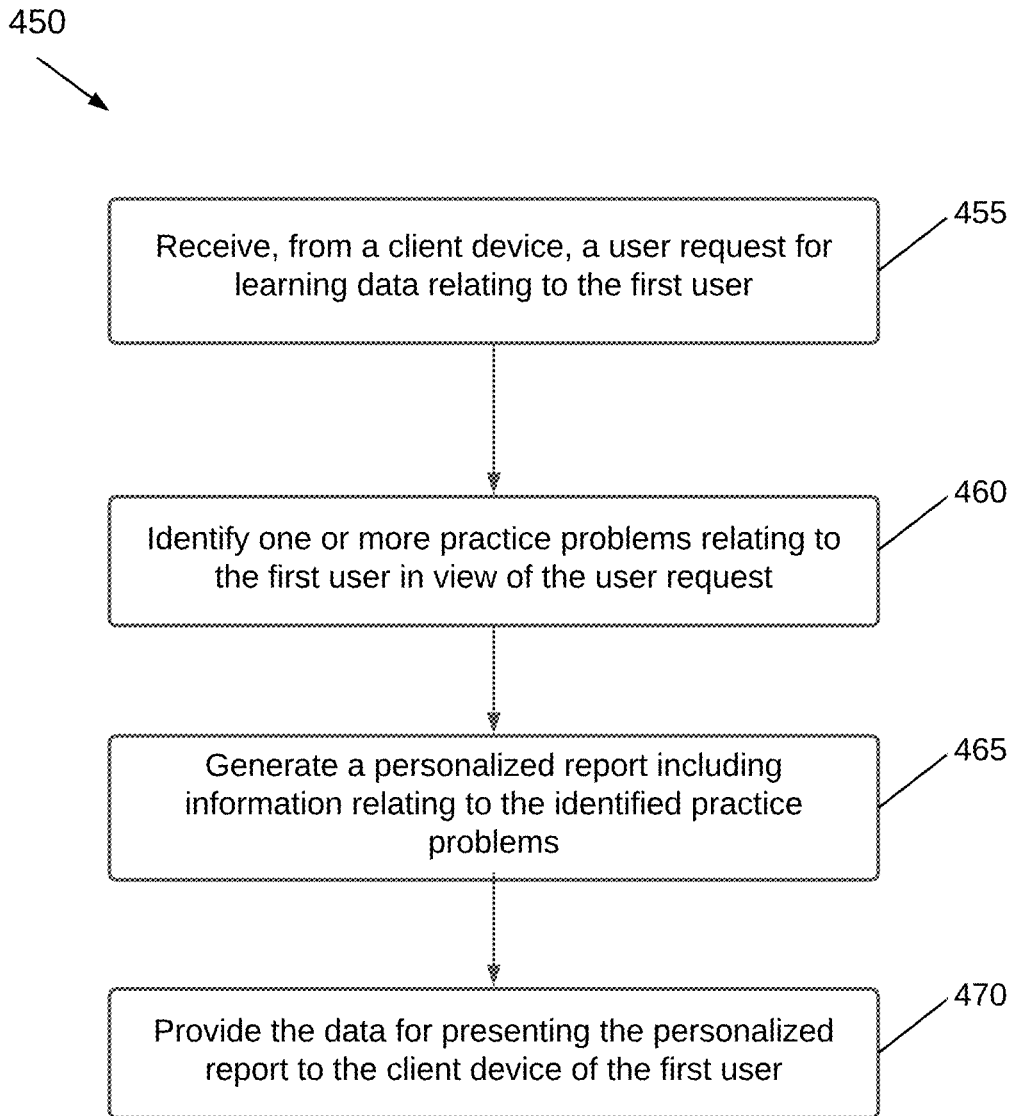 450
455
Receive, from a client device, a user request for
learning data relating to the first user
460
Identify one or more practice problems relating to
the first user in view of the user request
465
Generate a personalized report including
information relating to the identified practice
problems
470
Provide the data for presenting the personalized
report to the client device of the first user